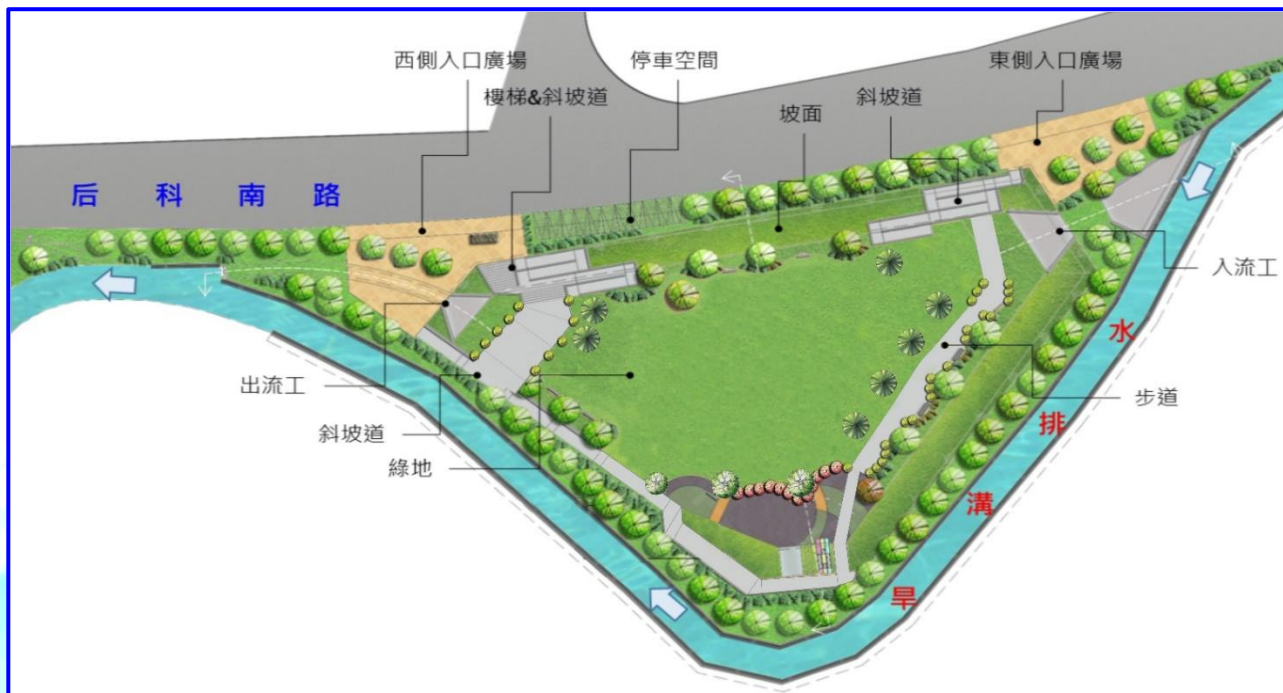 西側入口廣場
停車空間
東側入口廣場
樓梯&斜坡道
斜坡道
坡面
后科南路
入流工
水
出流工
步道
排
斜坡道
綠地
溝
旱